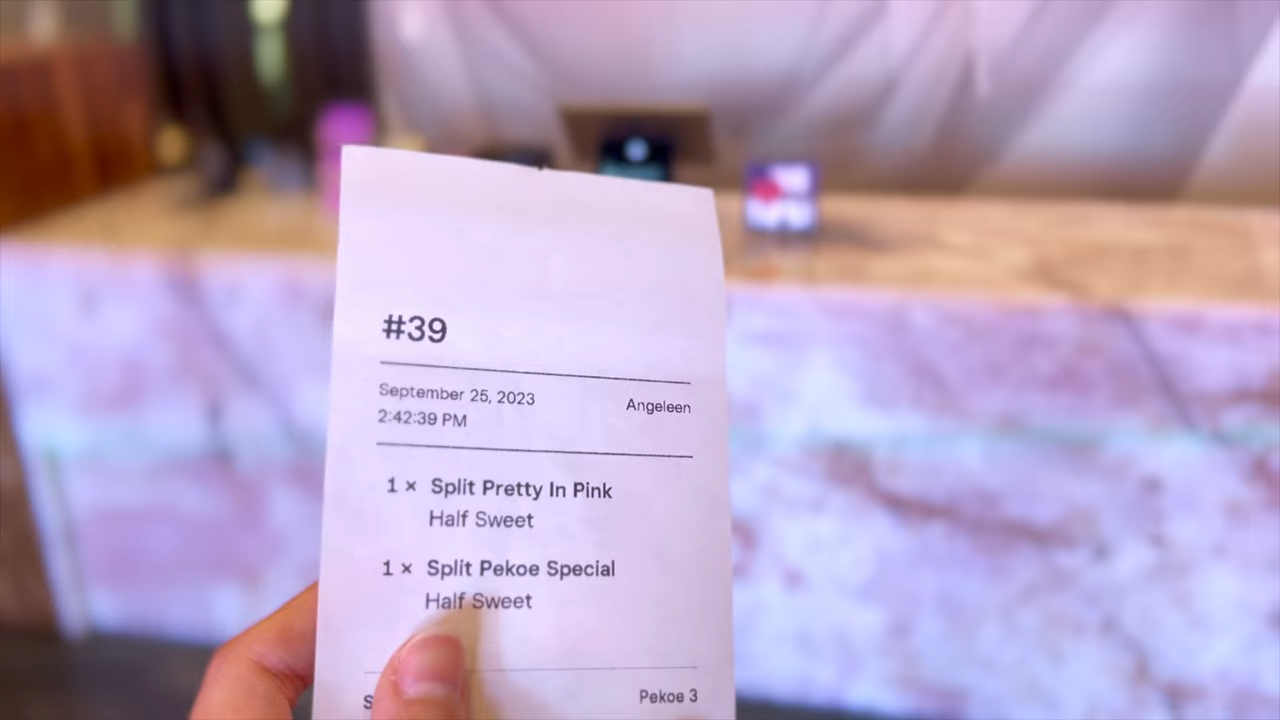 #39
September 25, 2023
Angeleen
2:42:39 PM
1 × Split Pretty In Pink
Half Sweet
1 × Split Pekoe Special
Half Sweet
Pekoe 3